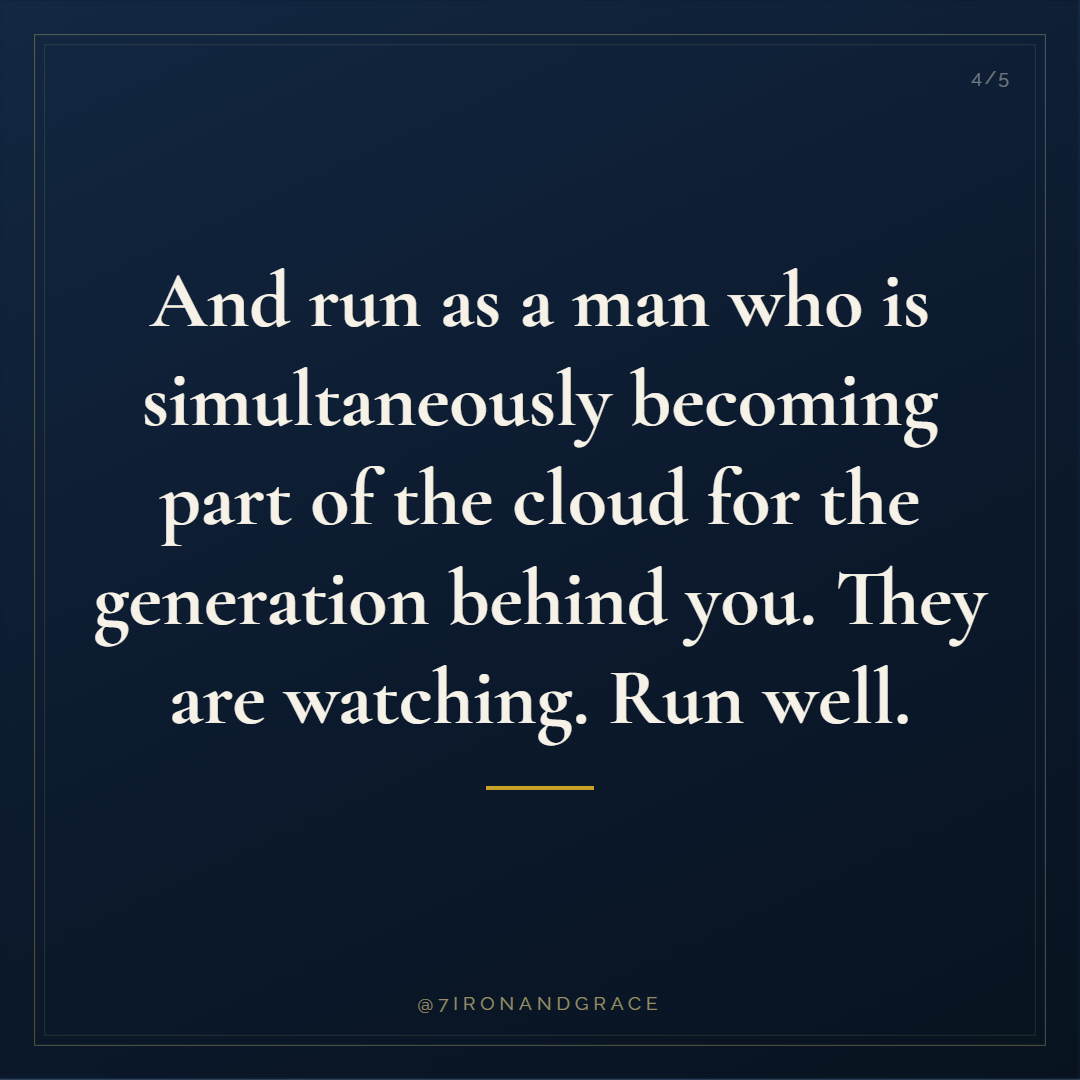 4/5
And run as a man who is
simultaneously becoming
part of the cloud for the
generation behind you. They
are watching. Run well.
@7IRONANDGRACE